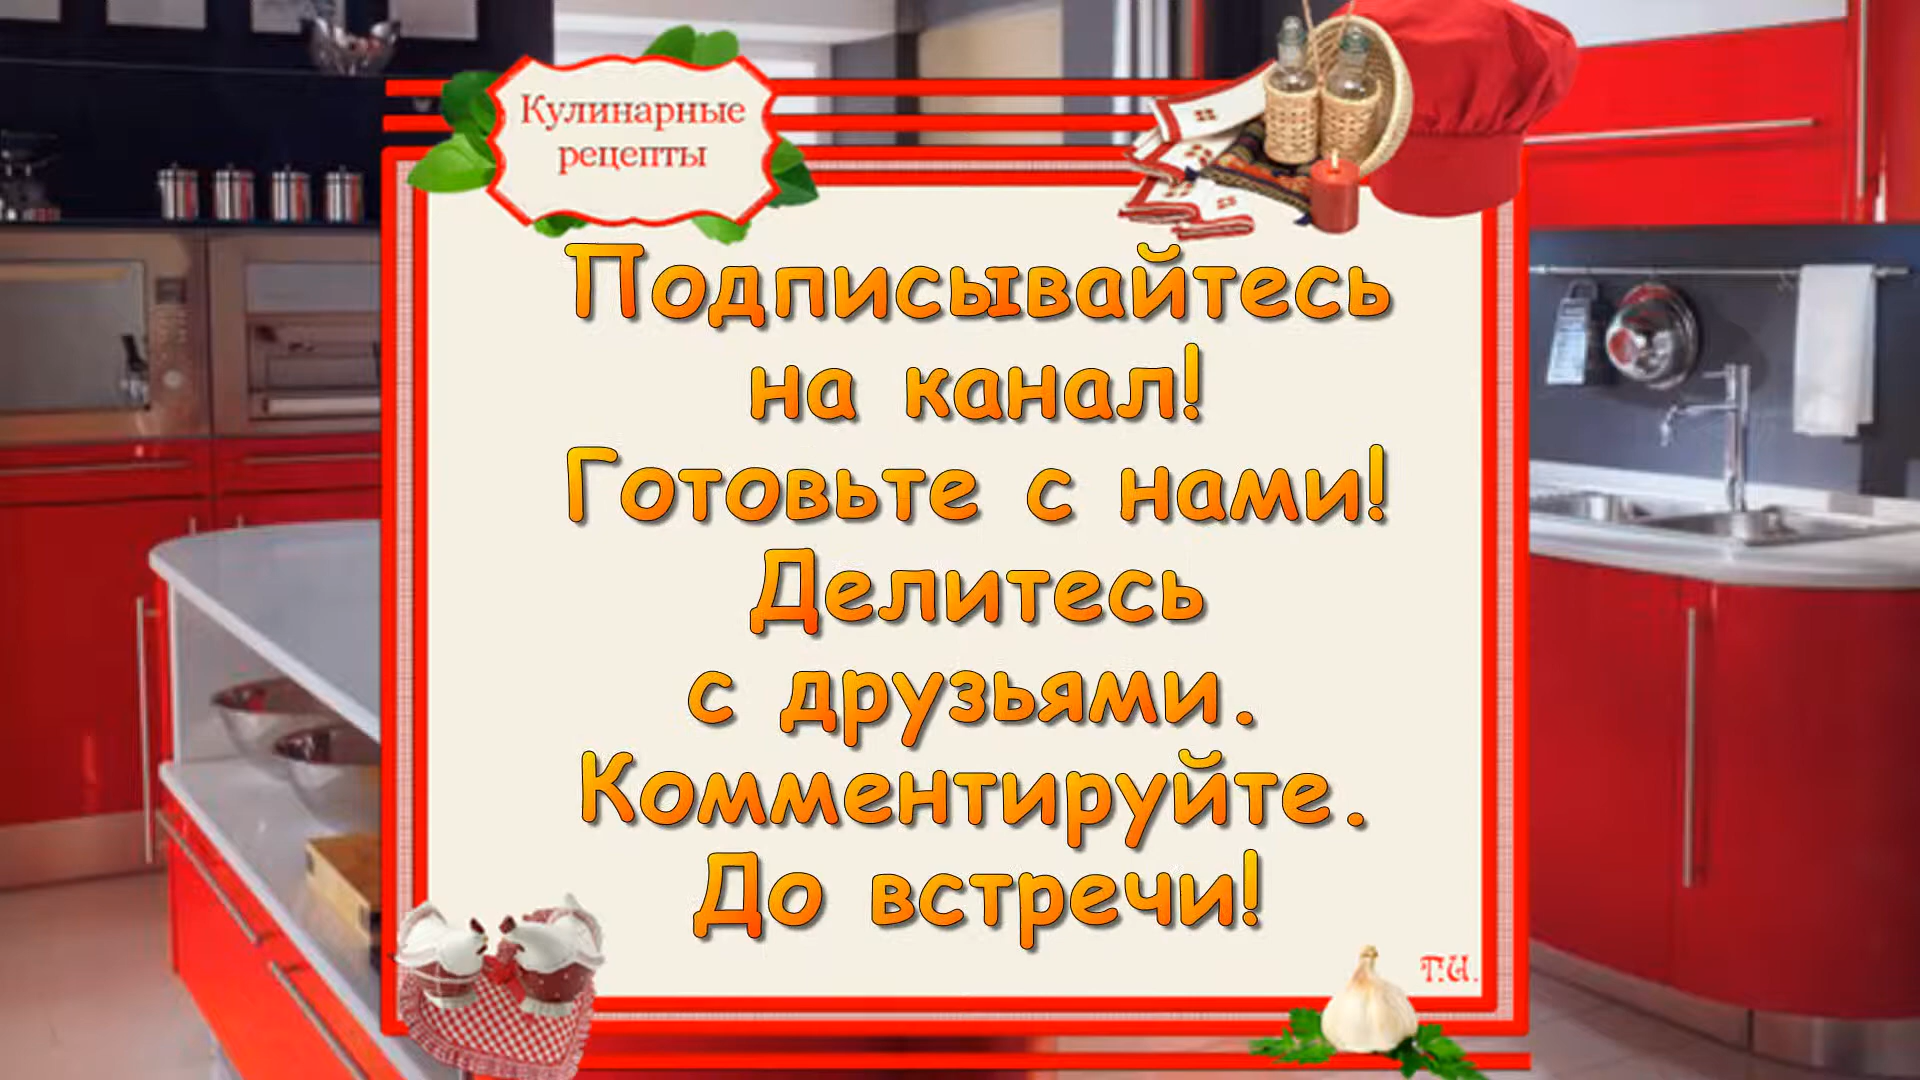 Кулинарные
рецепты
Подписывайтесь
на канал!
Готовьте с нами!
Делитесь
с друзьями.
Комментируйте.
До встречи!
Т.И.